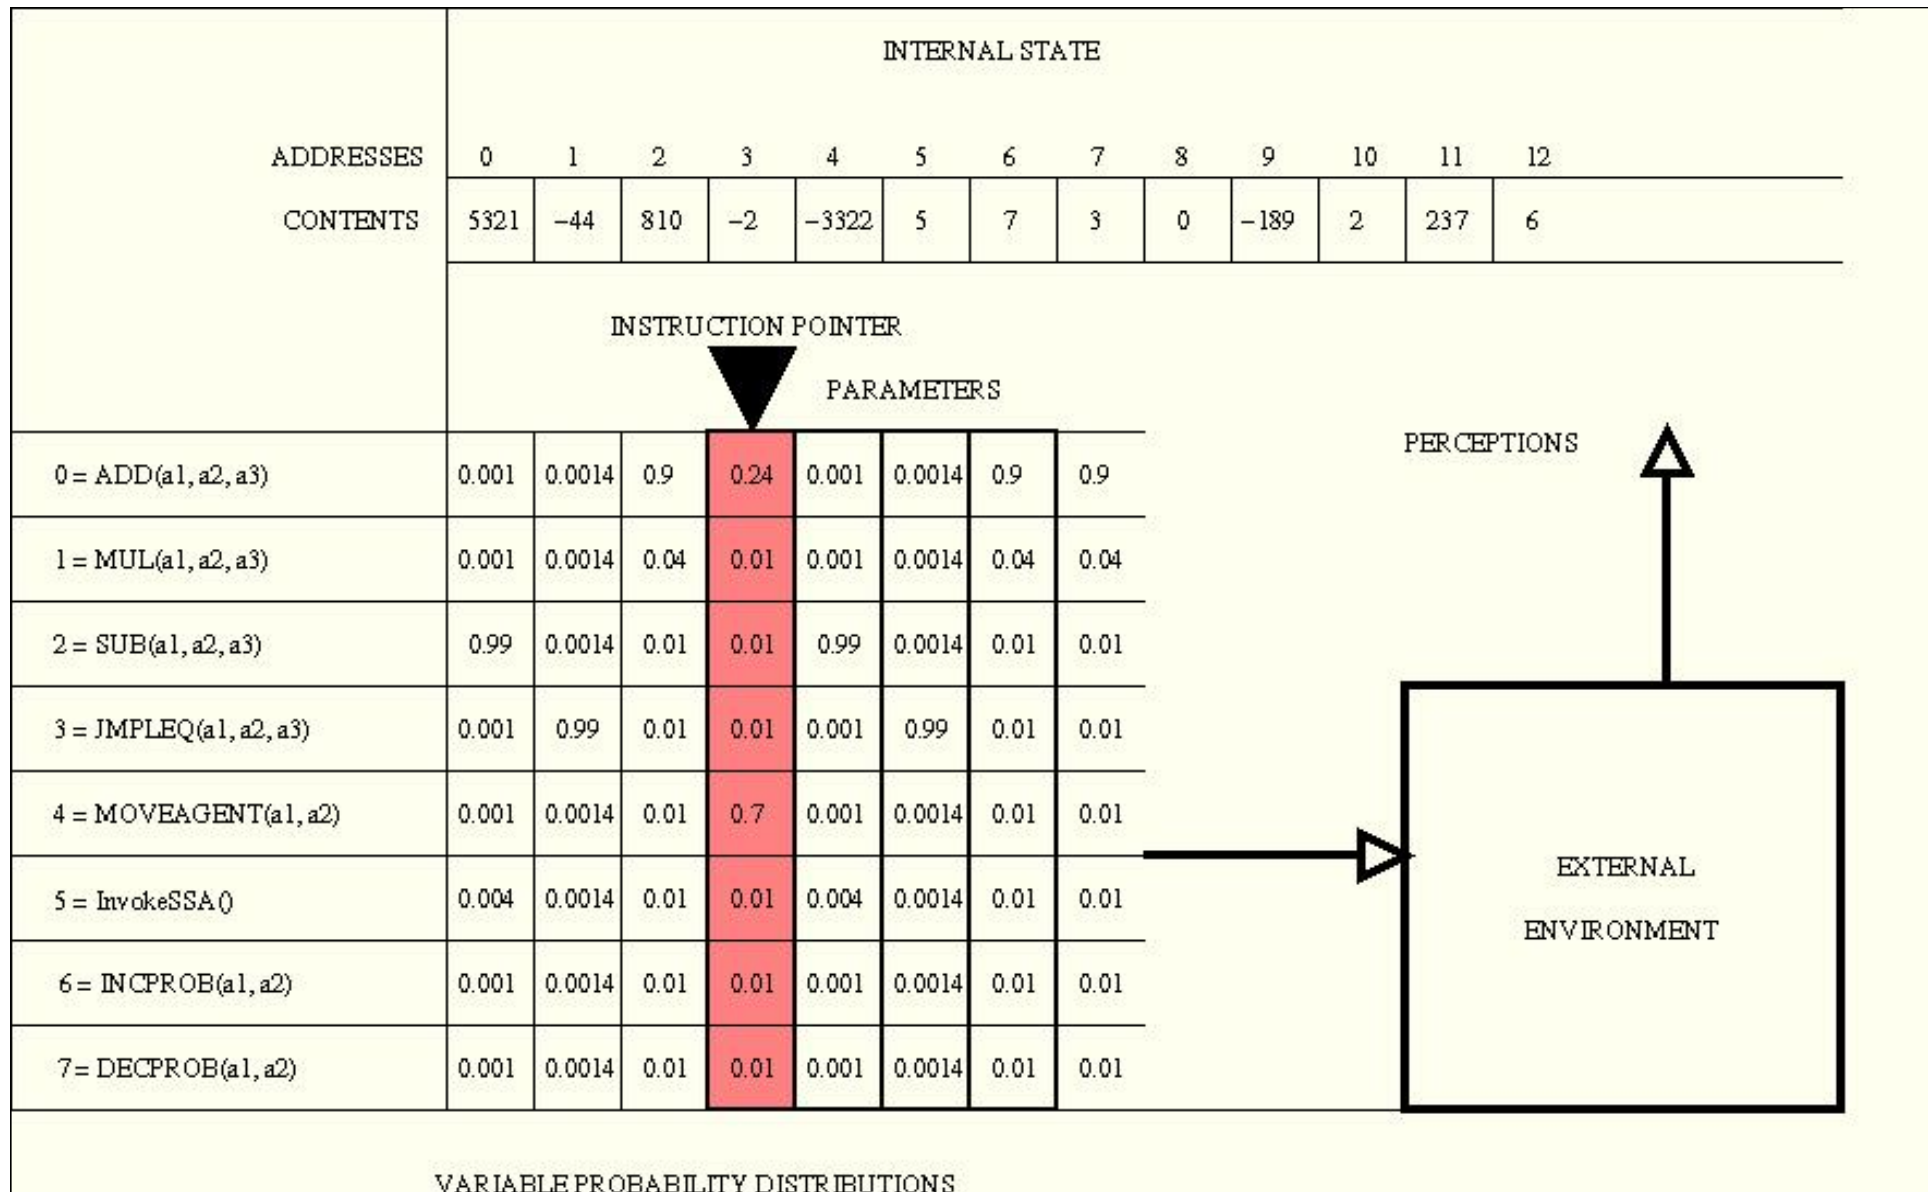 INTERNAL STATE
ADDRESSES 0 1 2 3 4 5 6 7 8 9 10 11 12
CONTENTS 5321 −44 810 −2 −3322 5 7 3 0 −189 2 237 6
INSTRUCTION POINTER
PARAMETERS
PERCEPTIONS
0 = ADD(a1, a2, a3) 0.001 0.0014 0.9 0.24 0.001 0.0014 0.9 0.9
1 = MUL(a1, a2, a3) 0.001 0.0014 0.04 0.01 0.001 0.0014 0.04 0.04
2 = SUB(a1, a2, a3) 0.99 0.0014 0.01 0.01 0.99 0.0014 0.01 0.01
3 = JMPLEQ(a1, a2, a3) 0.001 0.99 0.01 0.01 0.001 0.99 0.01 0.01
4 = MOVEAGENT(a1, a2) 0.001 0.0014 0.01 0.7 0.001 0.0014 0.01 0.01
5 = InvokeSSA() 0.004 0.0014 0.01 0.01 0.004 0.0014 0.01 0.01
6 = INCPROB(a1, a2) 0.001 0.0014 0.01 0.01 0.001 0.0014 0.01 0.01
7 = DECPROB(a1, a2) 0.001 0.0014 0.01 0.01 0.001 0.0014 0.01 0.01
EXTERNAL
ENVIRONMENT
VARIABLE PROBABILITY DISTRIBUTIONS